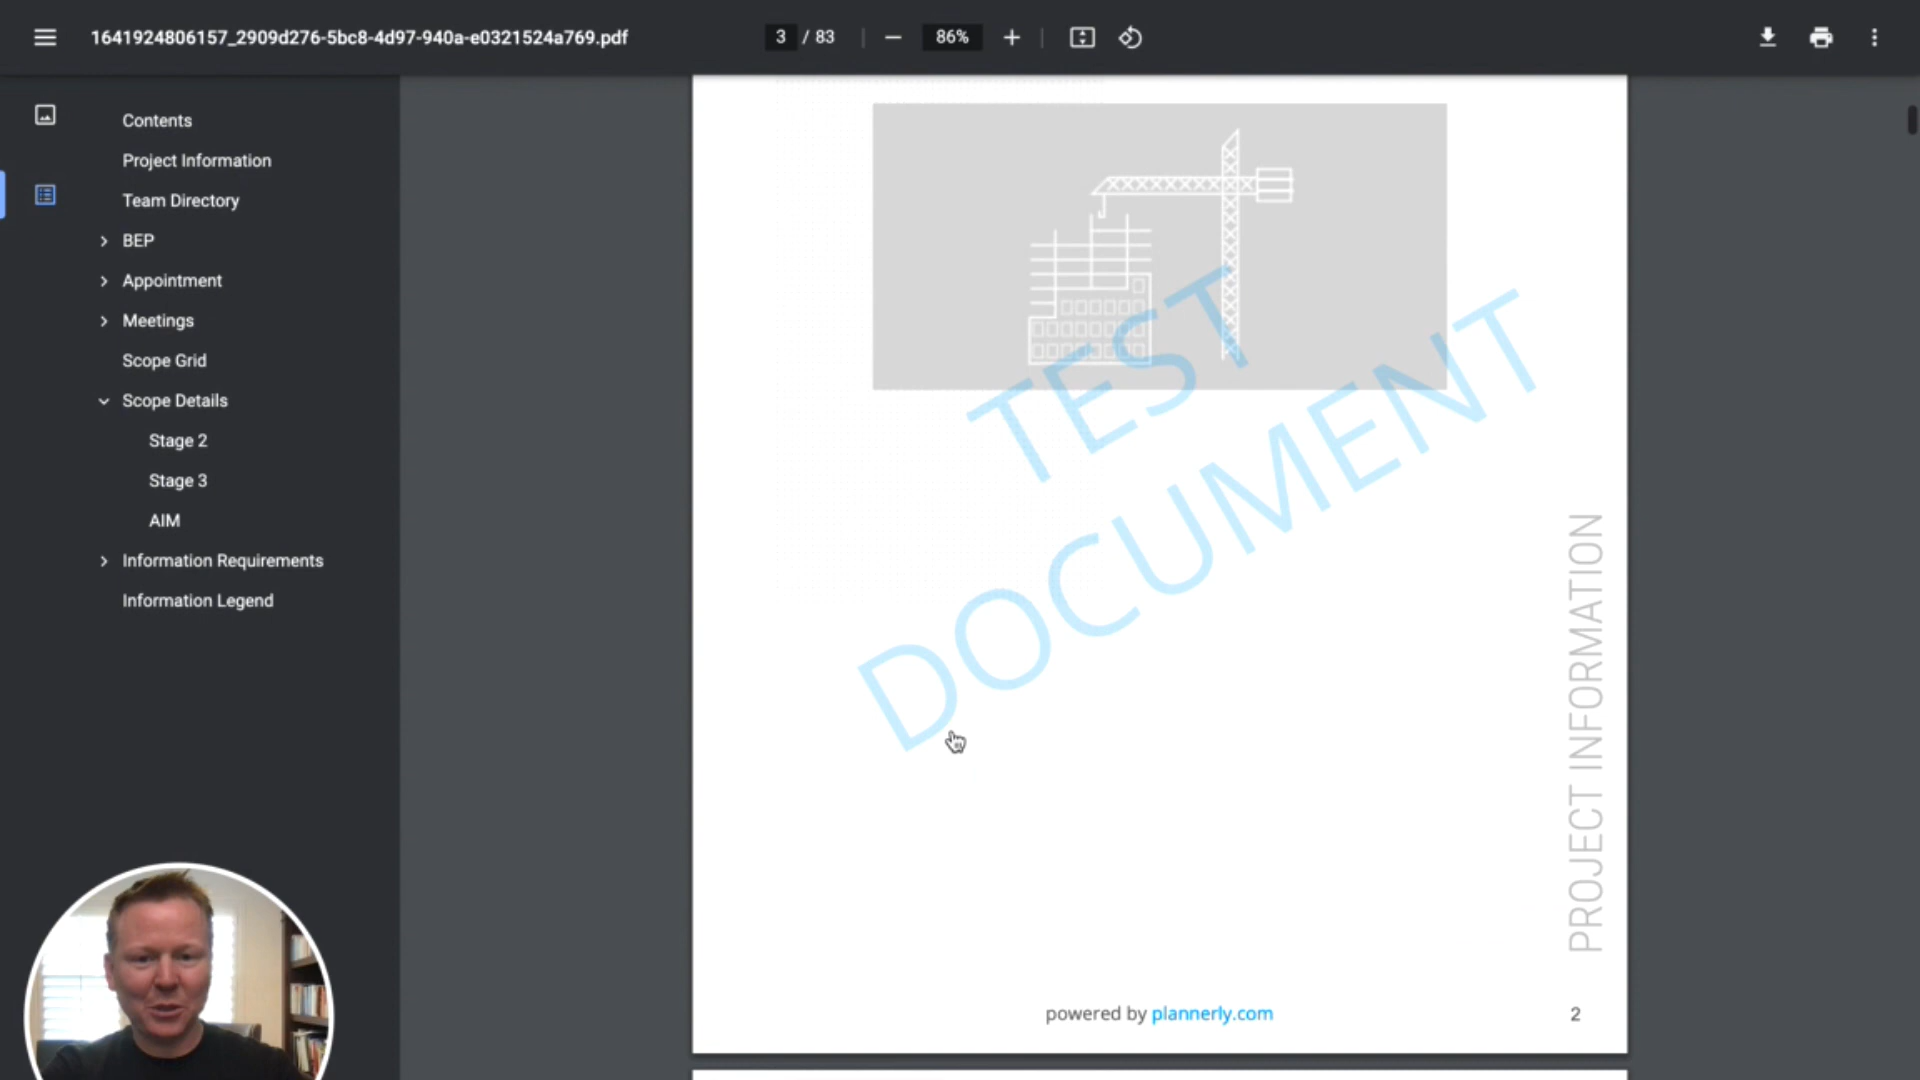 1641924806157_2909d276-5bc8-4d97-940a-e0321524a769.pdf
3 / 83
86%
Contents
Project Information
Team Directory
BEP
Appointment
Meetings
Scope Grid
Scope Details
Stage 2
Stage 3
AIM
Information Requirements
Information Legend
TEST
DOCUMENT
PROJECT INFORMATION
powered by plannerly.com
2